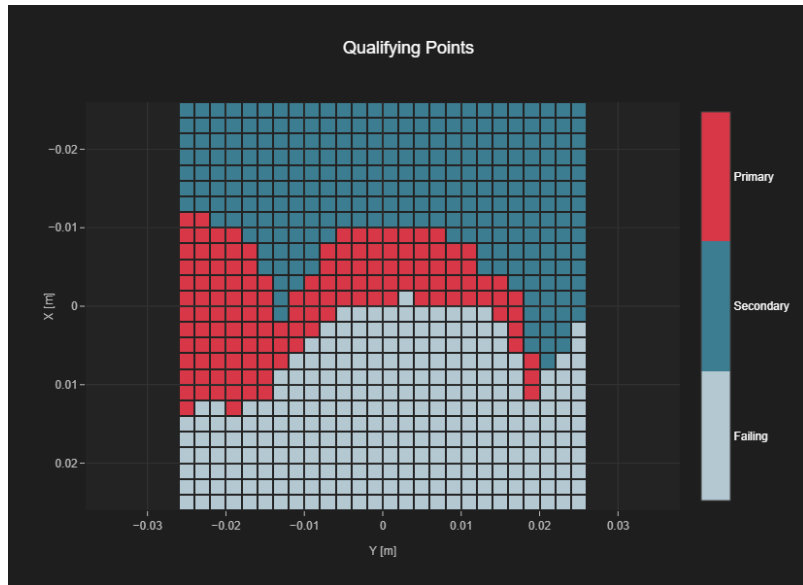 Qualifying Points
−0.02
−0.01
0
0.01
0.02
X [m]
−0.03
−0.02
−0.01
0
0.01
0.02
0.03
Y [m]
Primary
Secondary
Failing